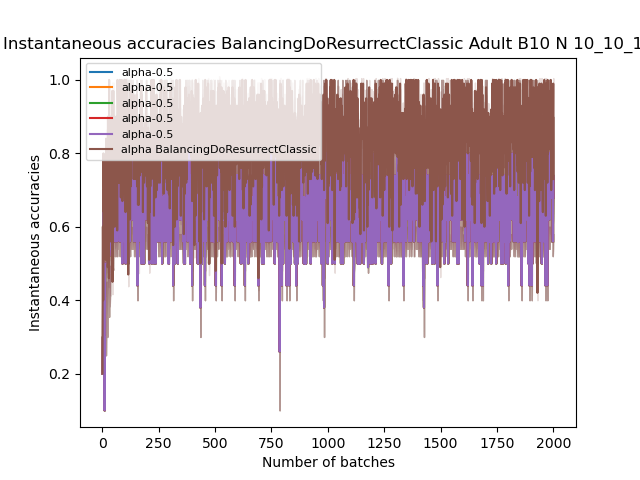 Instantaneous accuracies BalancingDoResurrectClassic Adult B10 N 10_10_1
alpha-0.5
alpha-0.5
alpha-0.5
alpha-0.5
alpha-0.5
alpha BalancingDoResurrectClassic
Instantaneous accuracies
1.0
0.8
0.6
0.4
0.2
0 250 500 750 1000 1250 1500 1750 2000
Number of batches